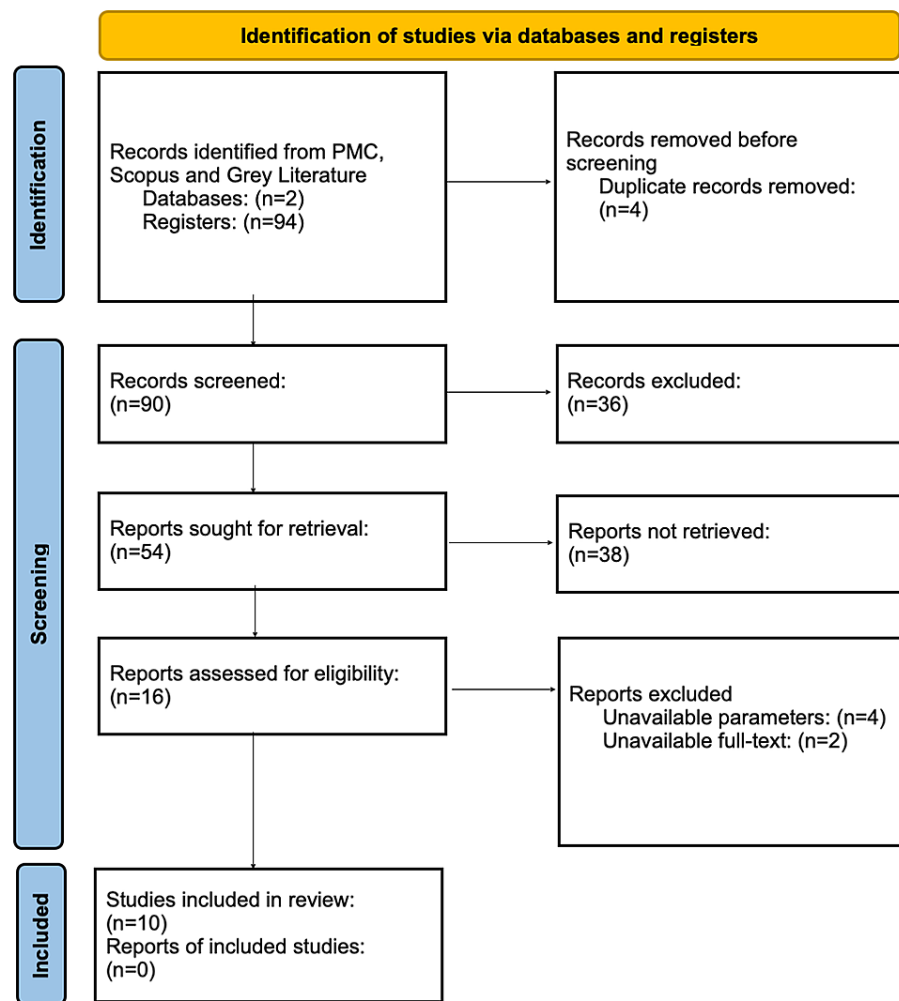 Identification of studies via databases and registers
Identification
Records identified from PMC,
Scopus and Grey Literature
Databases: (n=2)
Registers: (n=94)
Records removed before
screening
Duplicate records removed:
(n=4)
Screening
Records screened:
(n=90)
Records excluded:
(n=36)
Reports sought for retrieval:
(n=54)
Reports not retrieved:
(n=38)
Reports assessed for eligibility:
(n=16)
Reports excluded
Unavailable parameters: (n=4)
Unavailable full-text: (n=2)
Included
Studies included in review:
(n=10)
Reports of included studies:
(n=0)